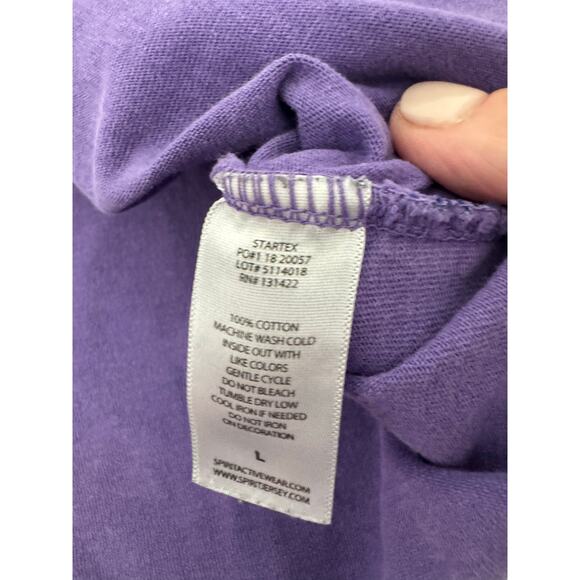 STARTEX
PO#1 18 20057
LOT# 5114018
RN# 131422
100% COTTON
MACHINE WASH COLD
INSIDE OUT WITH
LIKE COLORS
GENTLE CYCLE
DO NOT BLEACH
TUMBLE DRY LOW
COOL IRON IF NEEDED
DO NOT IRON
ON DECORATION
L
SPIRITACTIVEWEAR.COM
WWW.SPIRITJERSEY.COM